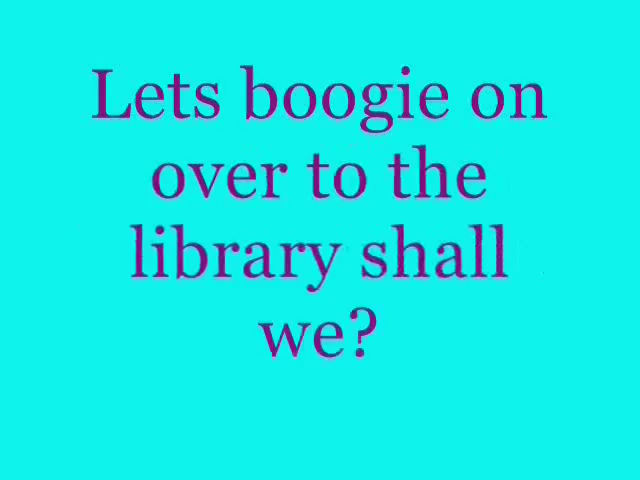 Lets boogie on
over to the
library shall
we?